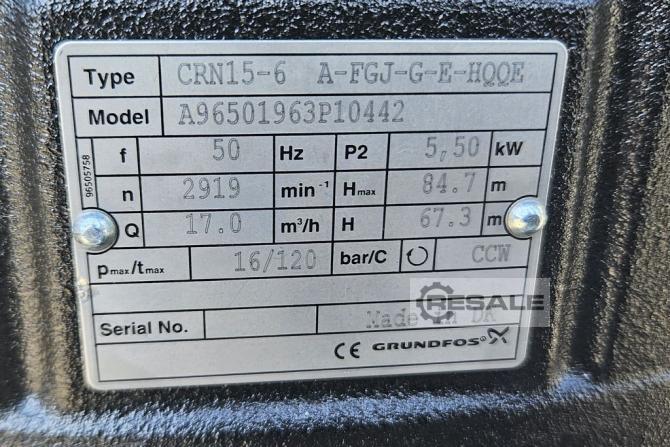 Type CRN15-6 A-FGJ-G-E-HQQE
Model A96501963P10442
f 50 Hz P2 5,50 kW
n 2919 min-1 Hmax 84.7 m
Q 17.0 m³/h H 67.3 m
pmax/tmax 16/120 bar/C CCW
Serial No. Made in DK
CE GRUNDFOS
96505758
RESALE